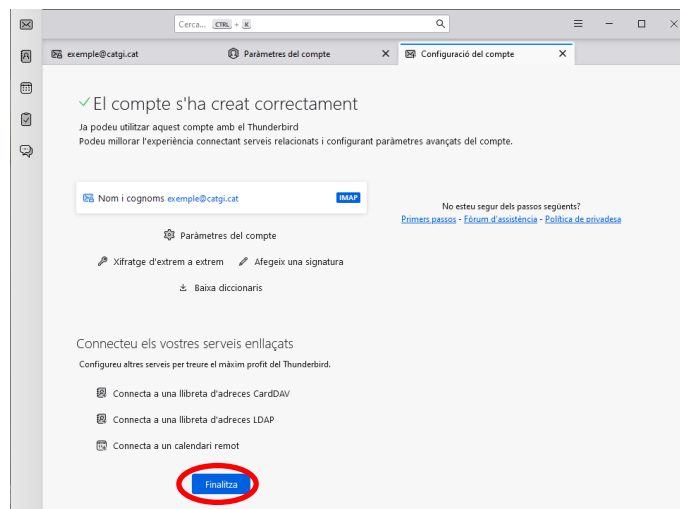 Cerca... CTRL + K
exemple@catgi.cat Paràmetres del compte Configuració del compte
El compte s'ha creat correctament
Ja podeu utilitzar aquest compte amb el Thunderbird
Podeu millorar l'experiència connectant serveis relacionats i configurant paràmetres avançats del compte.
Nom i cognoms exemple@catgi.cat IMAP
Paràmetres del compte
Xifratge d'extrem a extrem Afegeix una signatura
Baixa diccionaris
No esteu segur dels passos següents?
Primers passos - Fòrum d'assistència - Política de privadesa
Connecteu els vostres serveis enllaçats
Configureu altres serveis per treure el màxim profit del Thunderbird.
Connecta a una llibreta d'adreces CardDAV
Connecta a una llibreta d'adreces LDAP
Connecta a un calendari remot
Finalitza